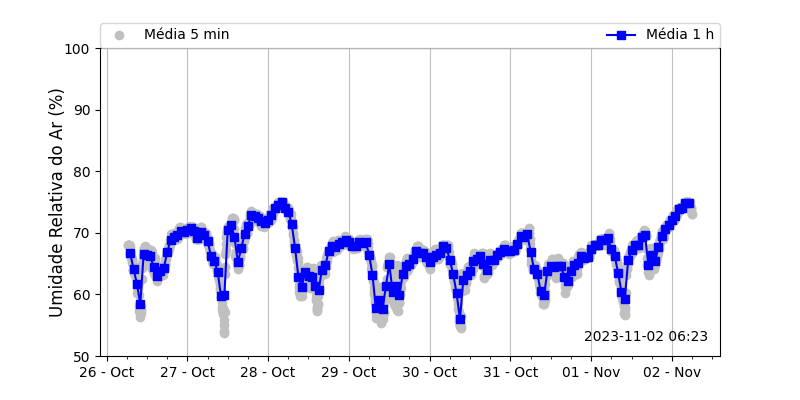 Média 5 min
Média 1 h
Umidade Relativa do Ar (%)
100
90
80
70
60
50
2023-11-02 06:23
26 - Oct
27 - Oct
28 - Oct
29 - Oct
30 - Oct
31 - Oct
01 - Nov
02 - Nov